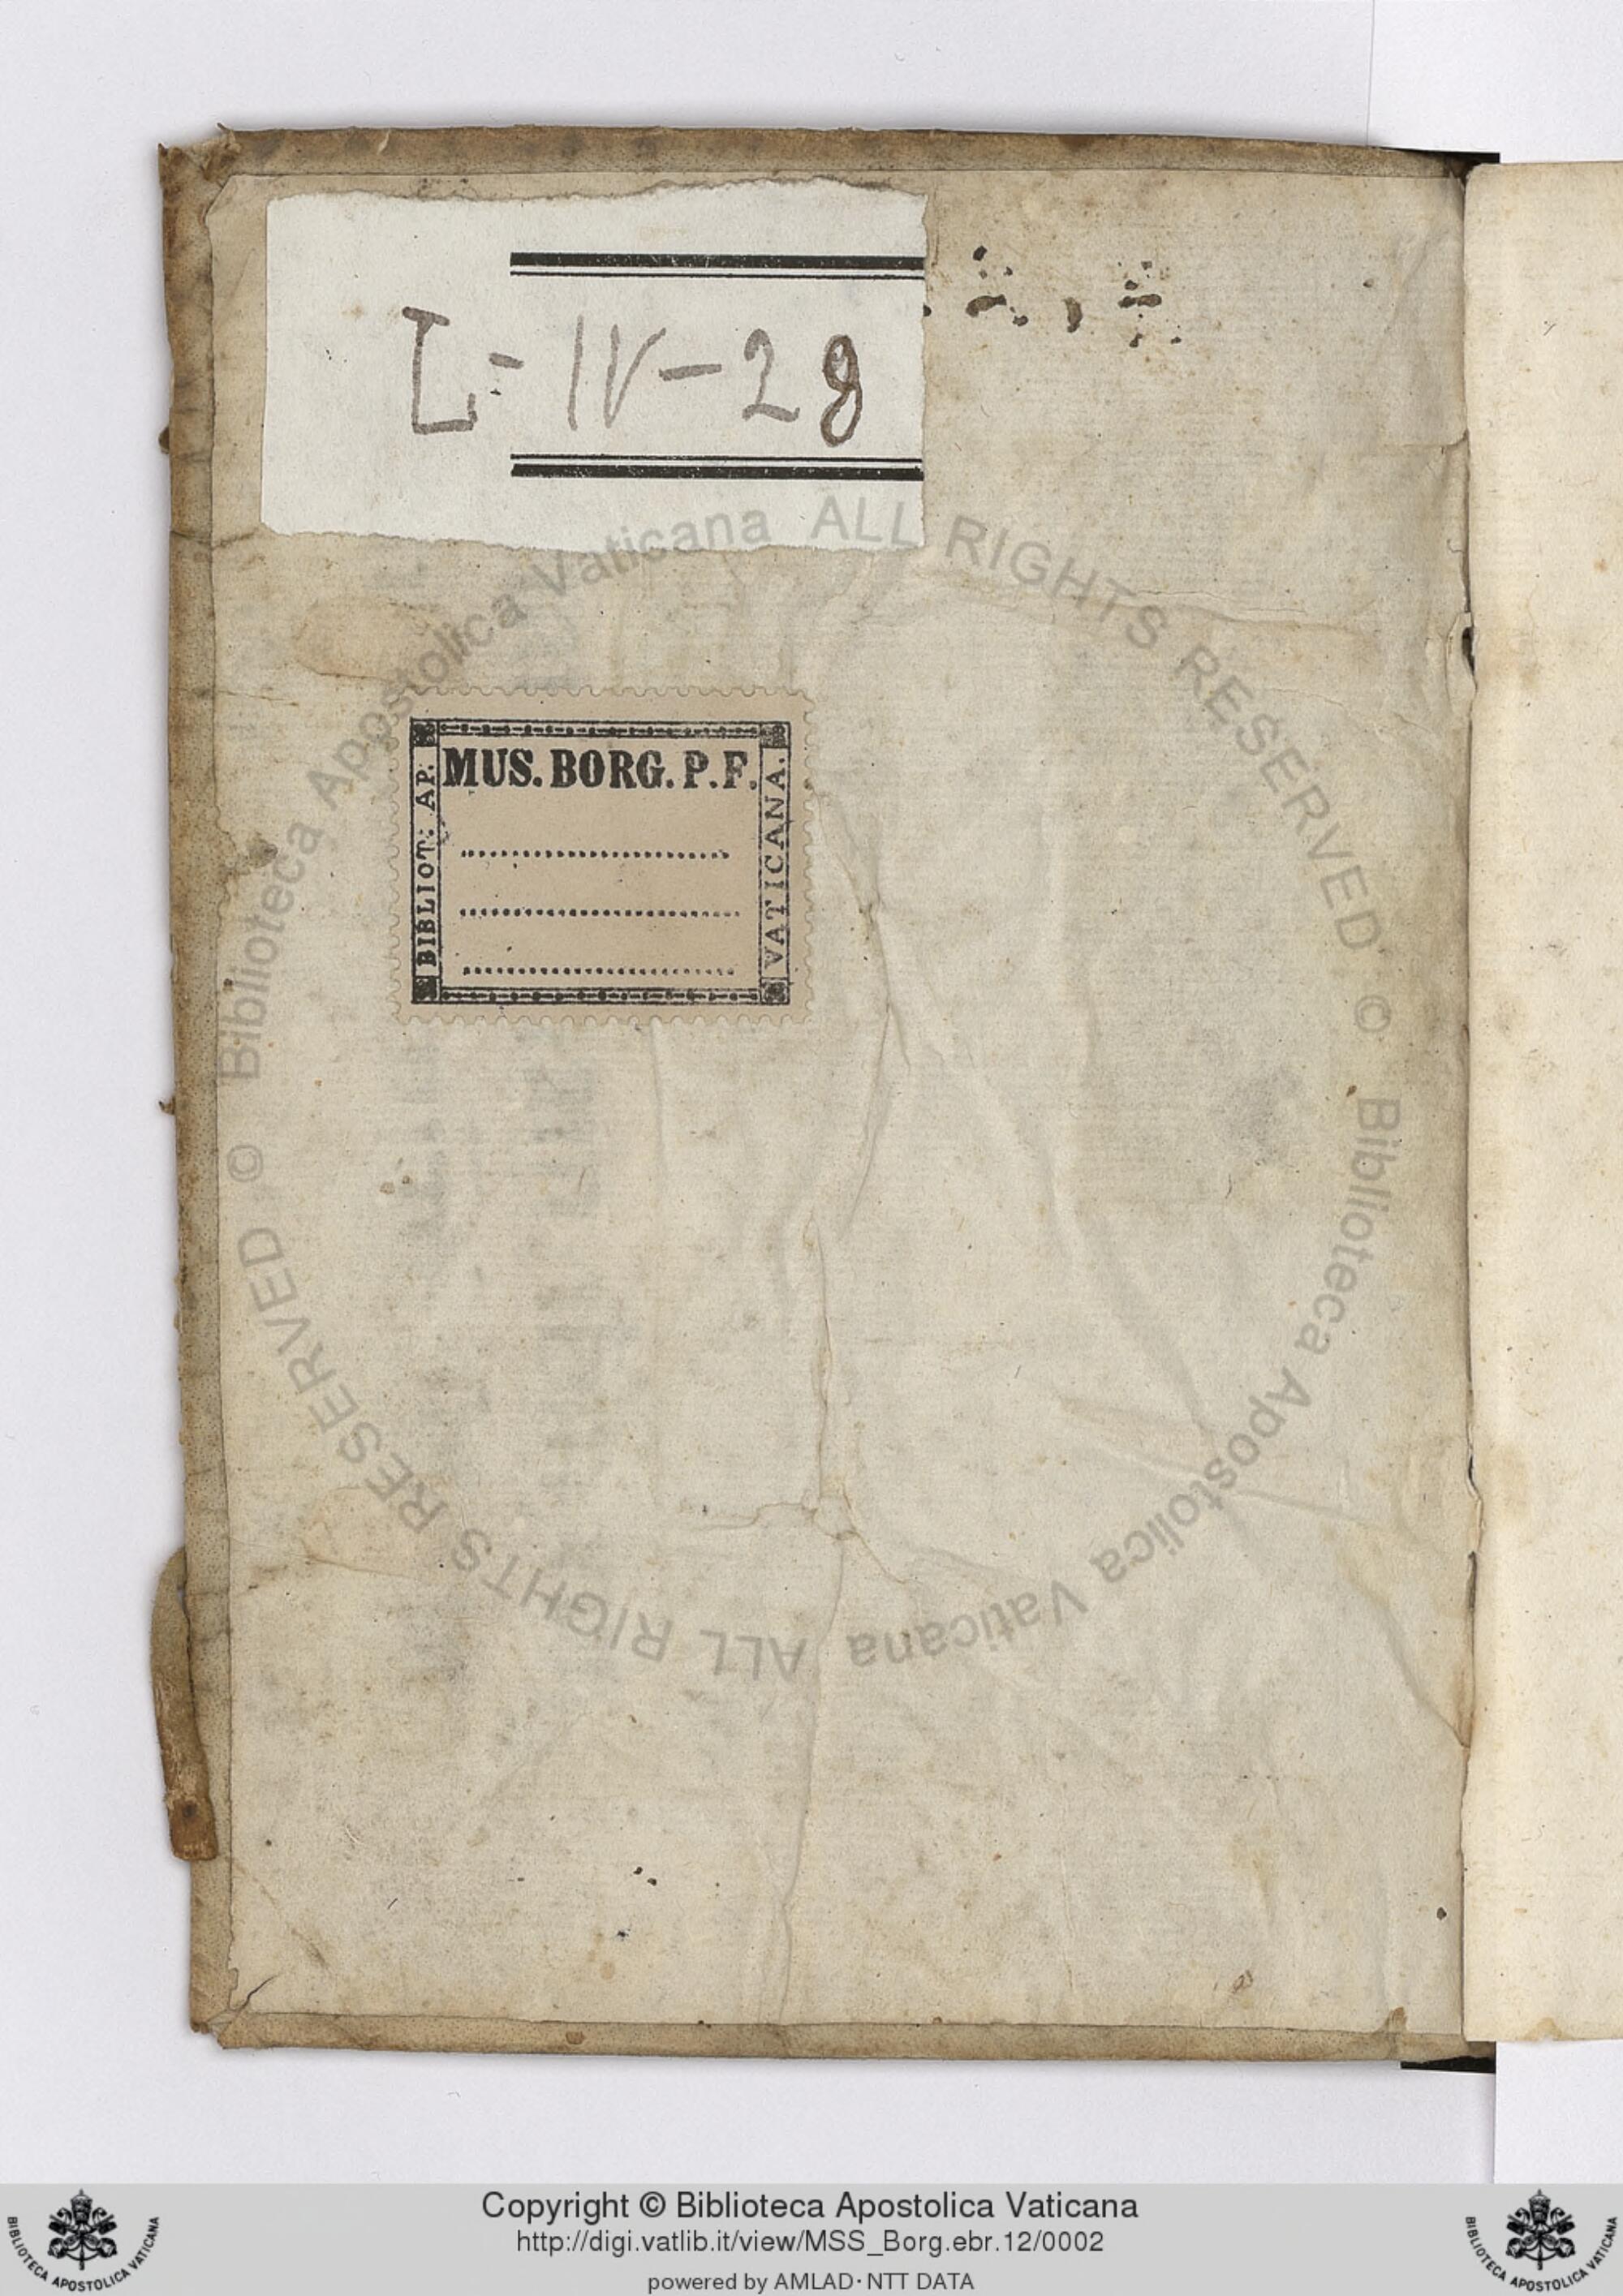 L-IV-28
MUS. BORG. P.F.
BIBLIOT: AP.
VATICANA.
© Biblioteca Apostolica Vaticana ALL RIGHTS RESERVED
© Biblioteca Apostolica Vaticana ALL RIGHTS RESERVED
Copyright © Biblioteca Apostolica Vaticana
http://digi.vatlib.it/view/MSS_Borg.ebr.12/0002
powered by AMLAD·NTT DATA
BIBLIOTECA APOSTOLICA VATICANA
BIBLIOTECA APOSTOLICA VATICANA